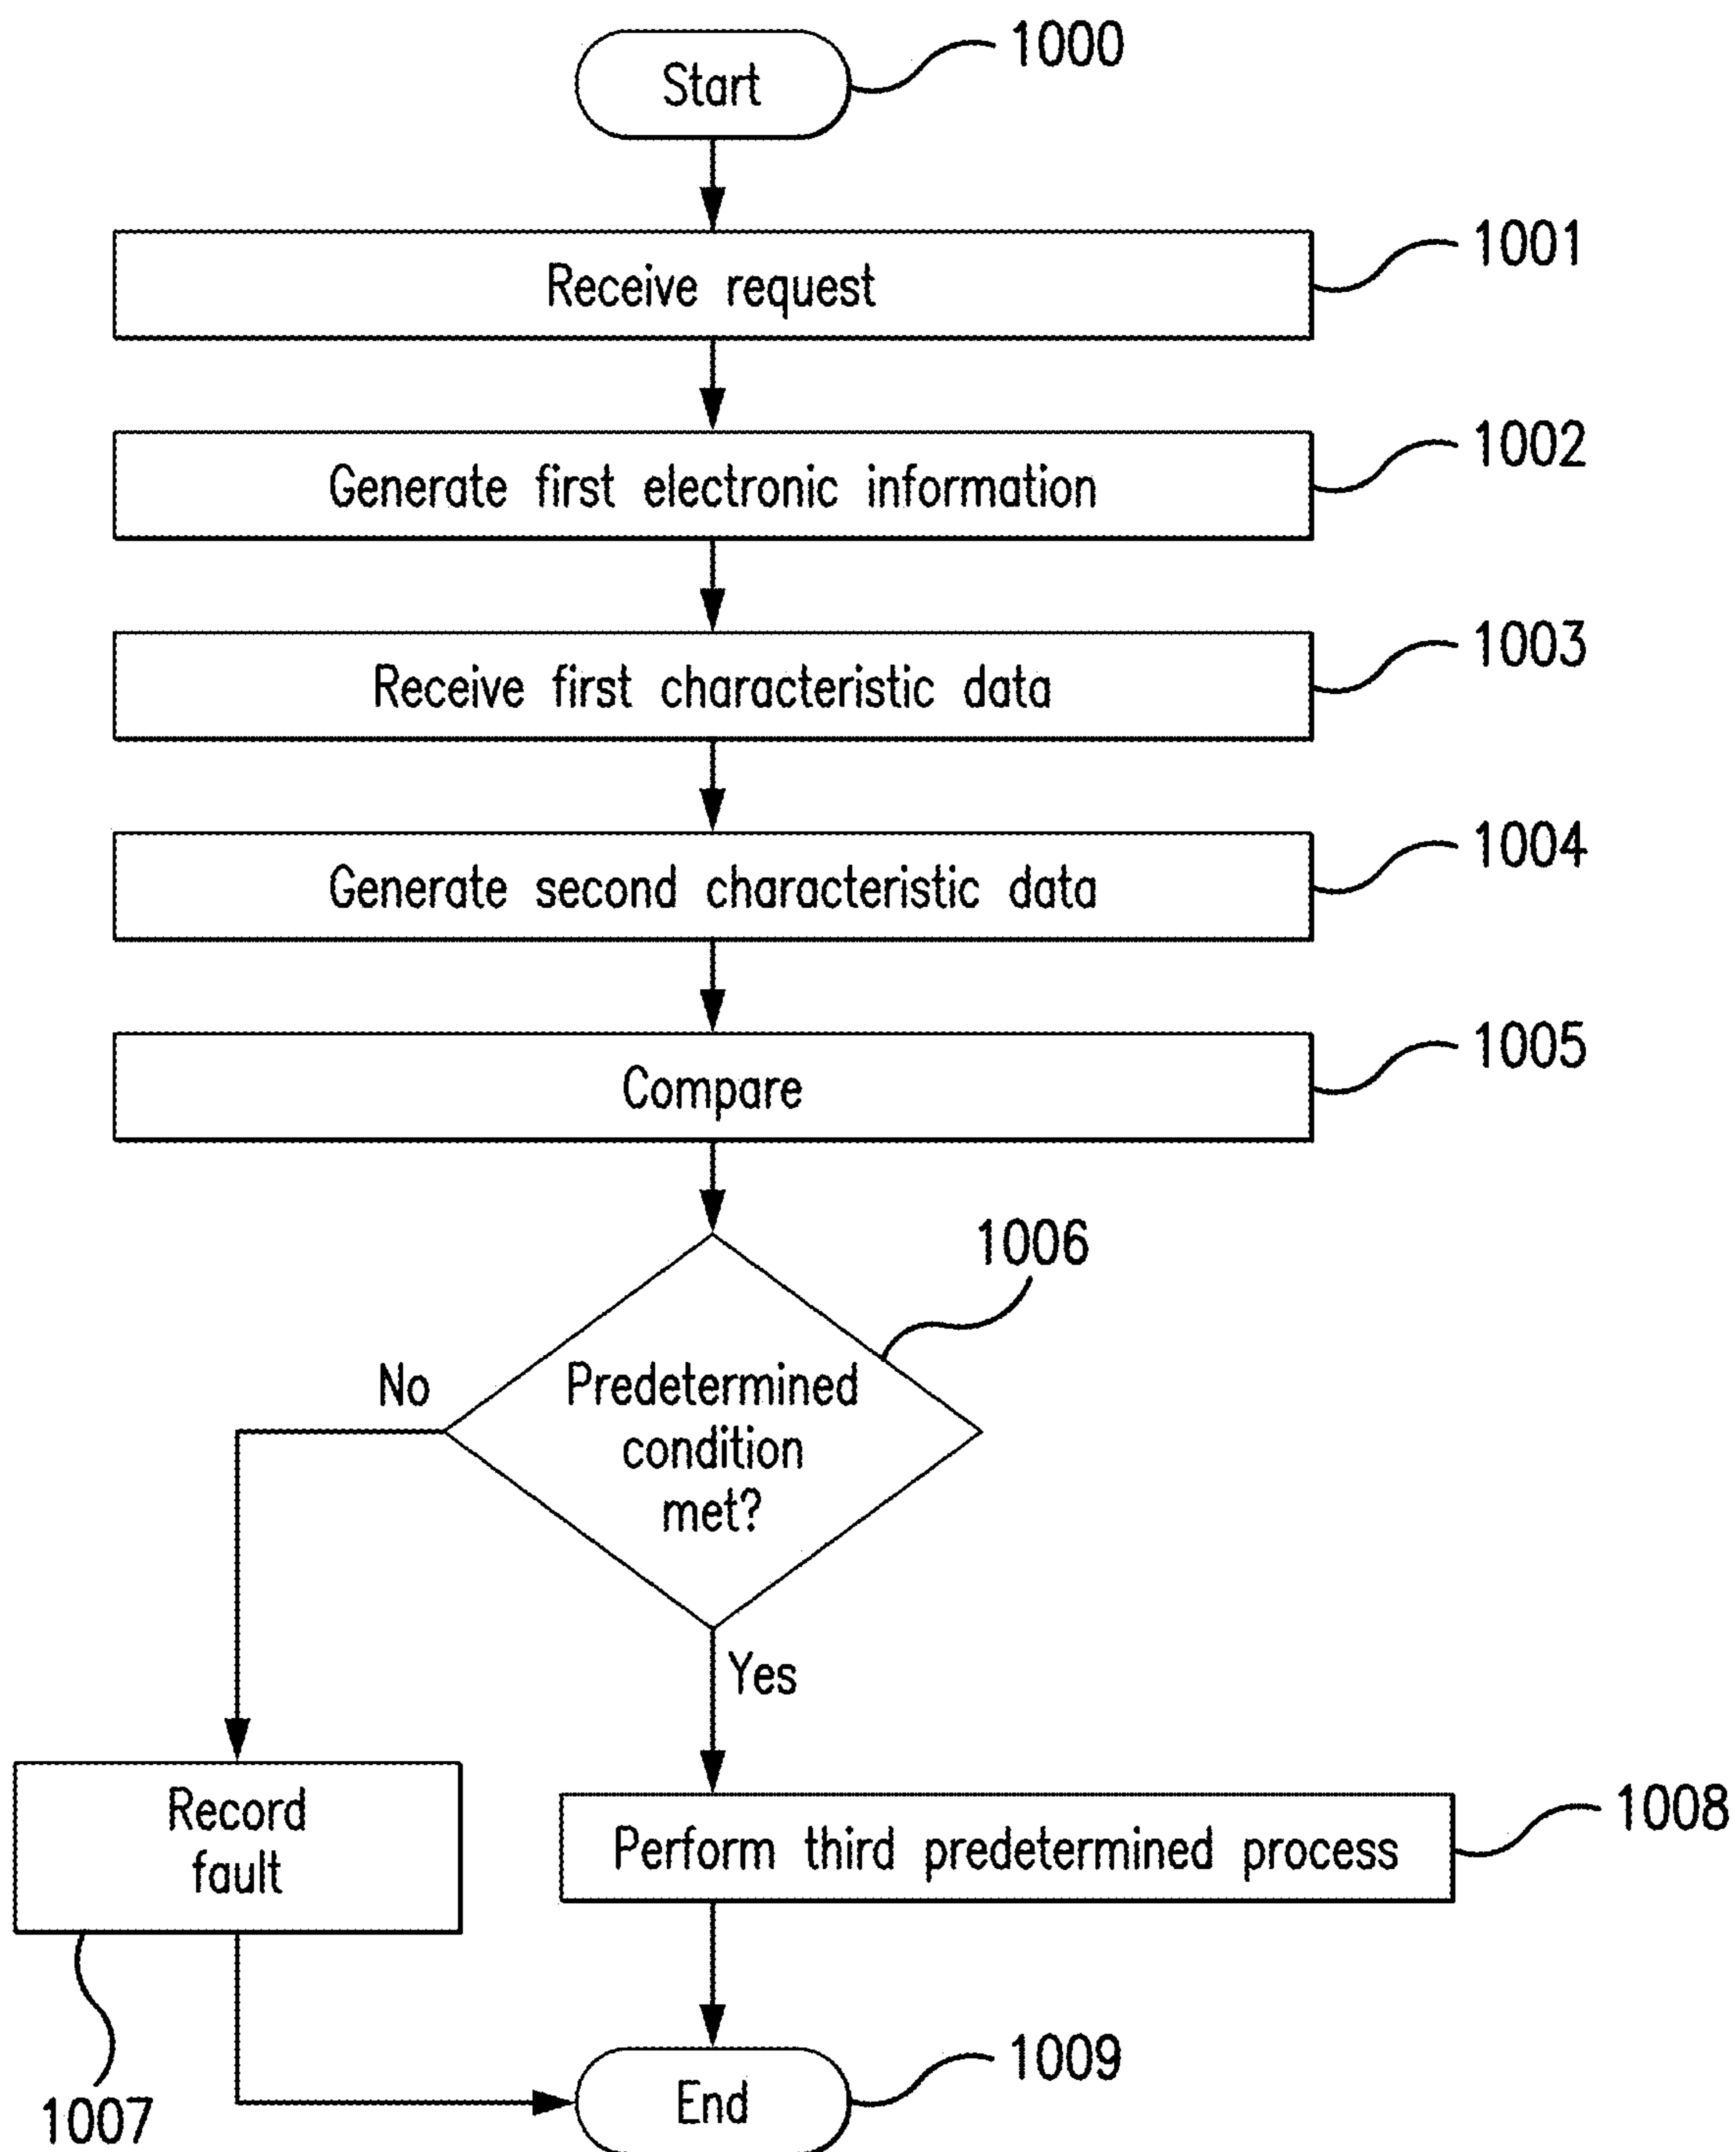 Start
1000
Receive request
1001
Generate first electronic information
1002
Receive first characteristic data
1003
Generate second characteristic data
1004
Compare
1005
1006
Predetermined
condition
met?
No
Yes
Record
fault
1007
Perform third predetermined process
1008
End
1009